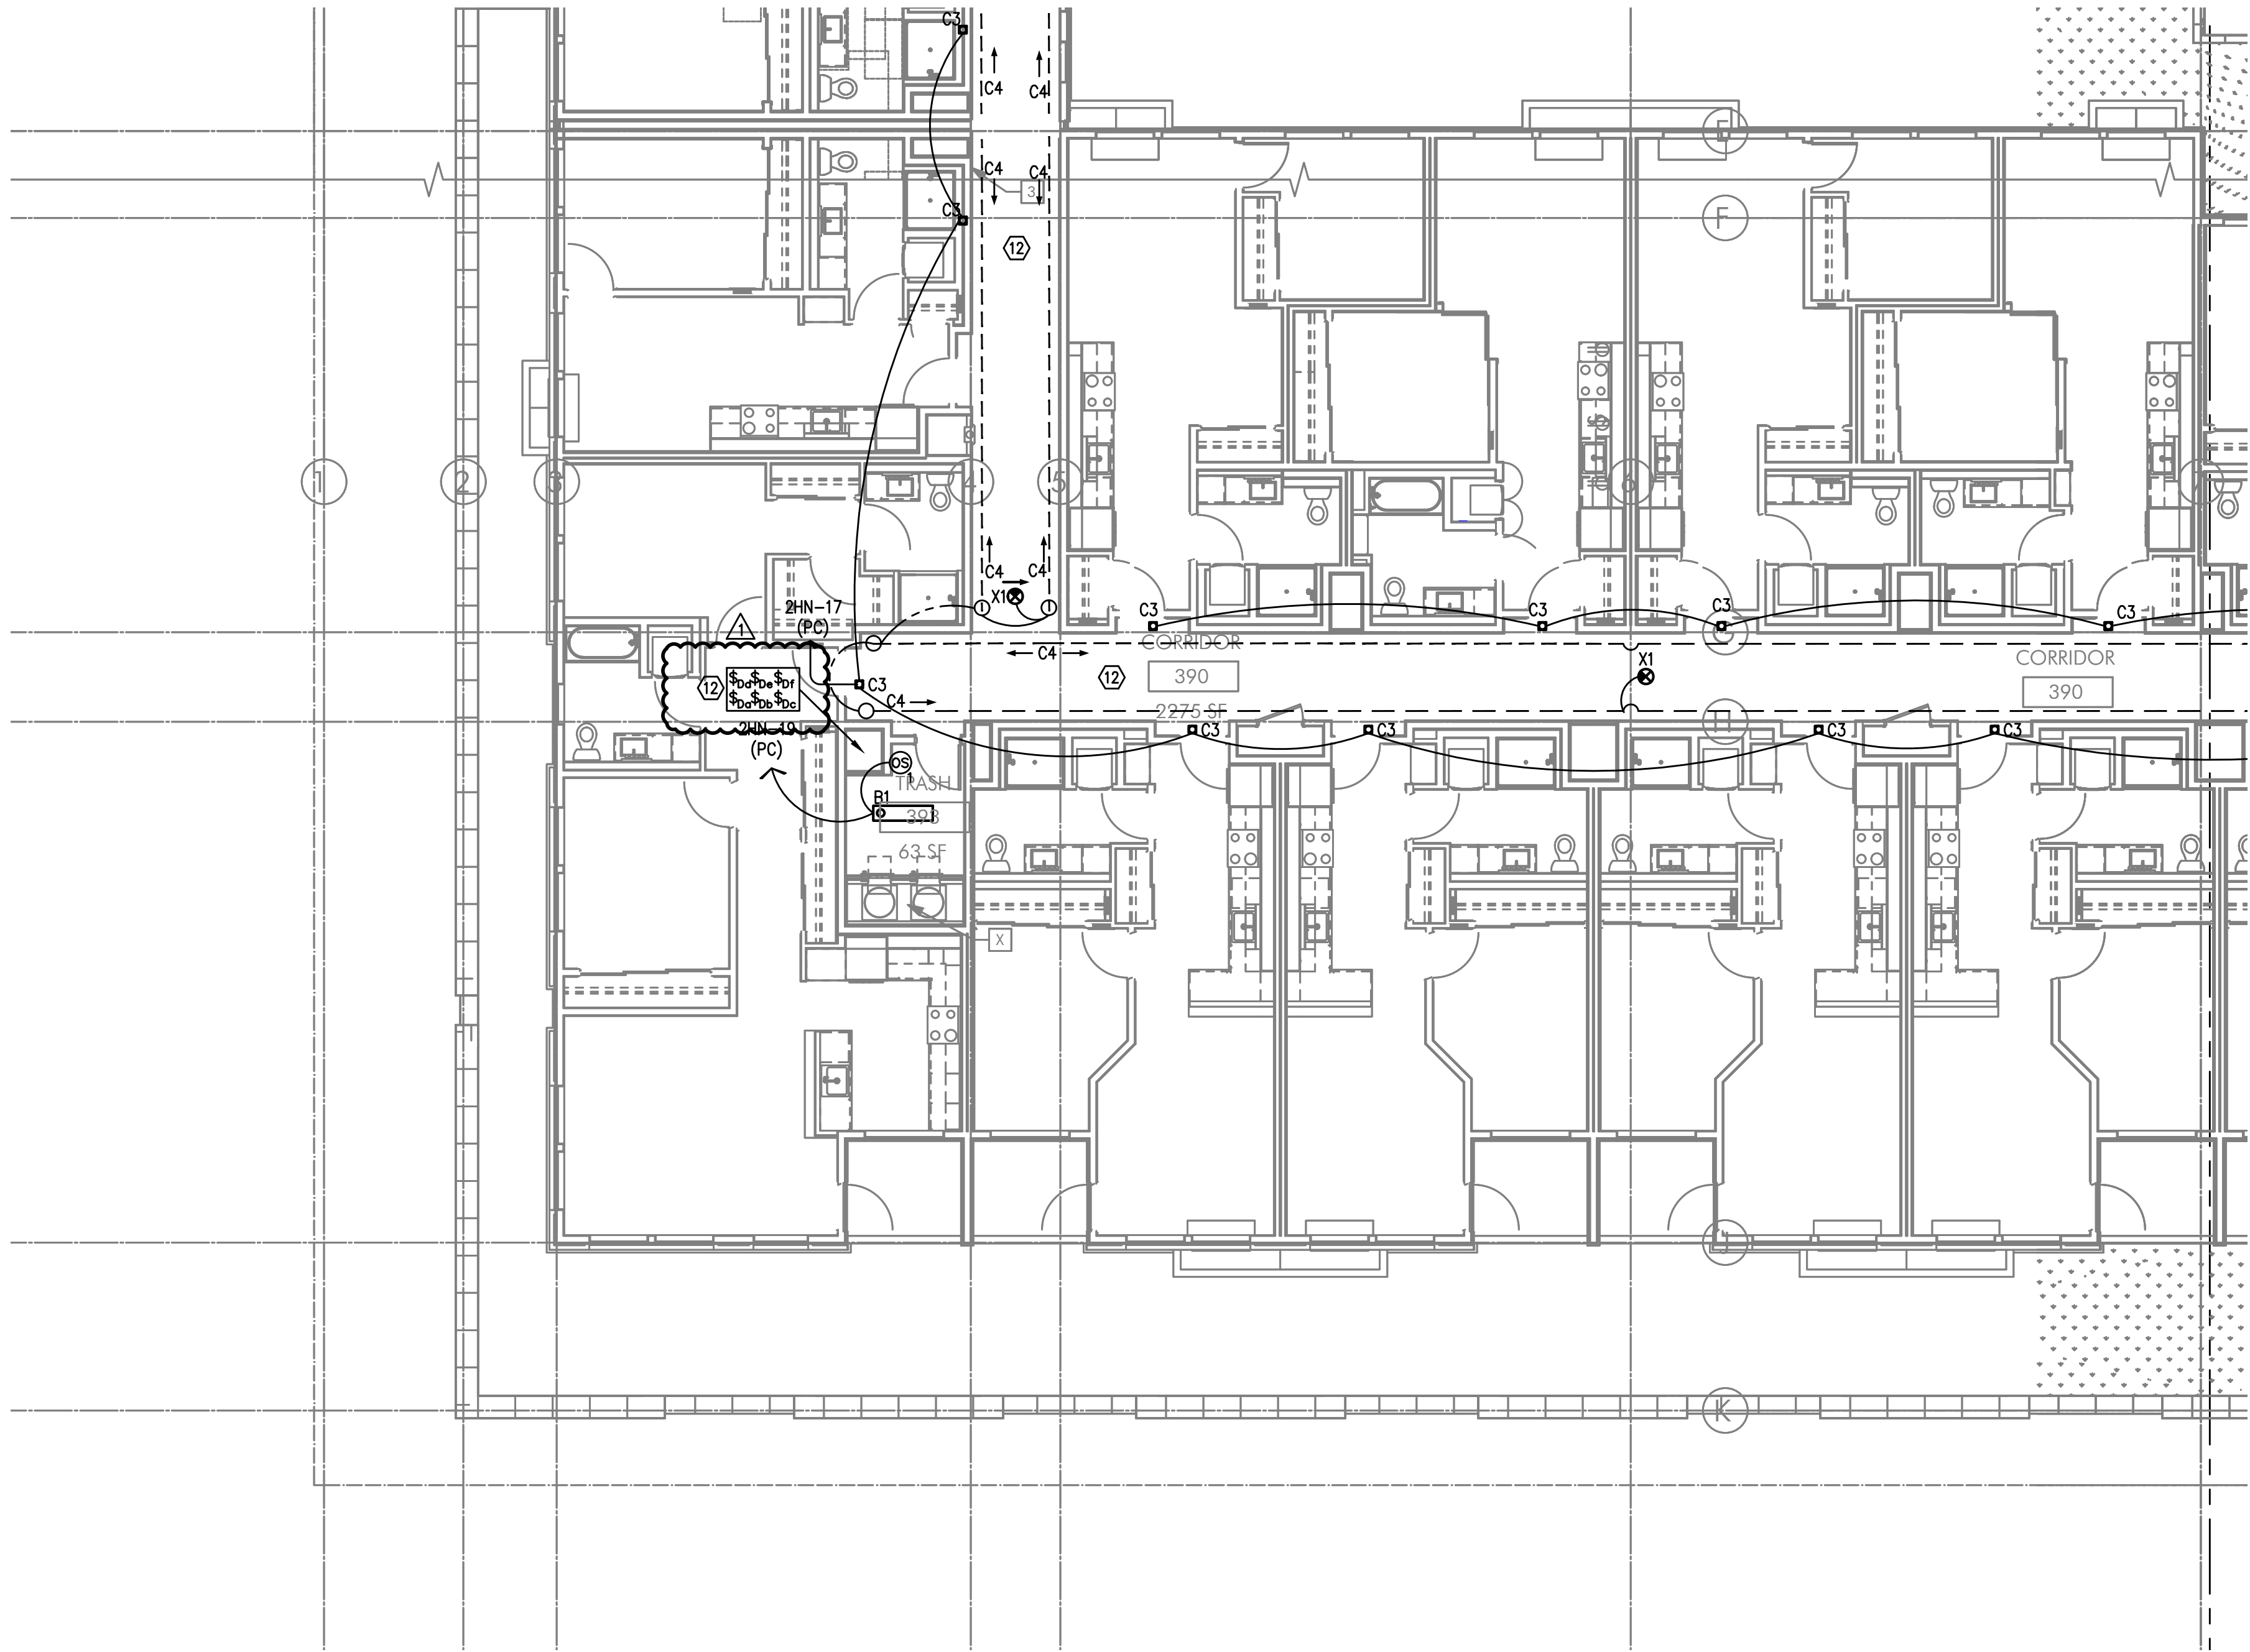 C3
C4
C4
E
C4
C4
3
C3
F
12
1
2
3
4
5
6
C4
C4
X1
2HN-17
(PC)
1
C3
C3
C3
C3
G
CORRIDOR
C4
12
390
2275 SF
X1
CORRIDOR
390
12
$Dd $De $Df
$Da $Db $Dc
C3
C4
2HN-19
(PC)
C3
C3
H
C3
C3
OS
1
TRASH
B1
393
63 SF
X
J
K